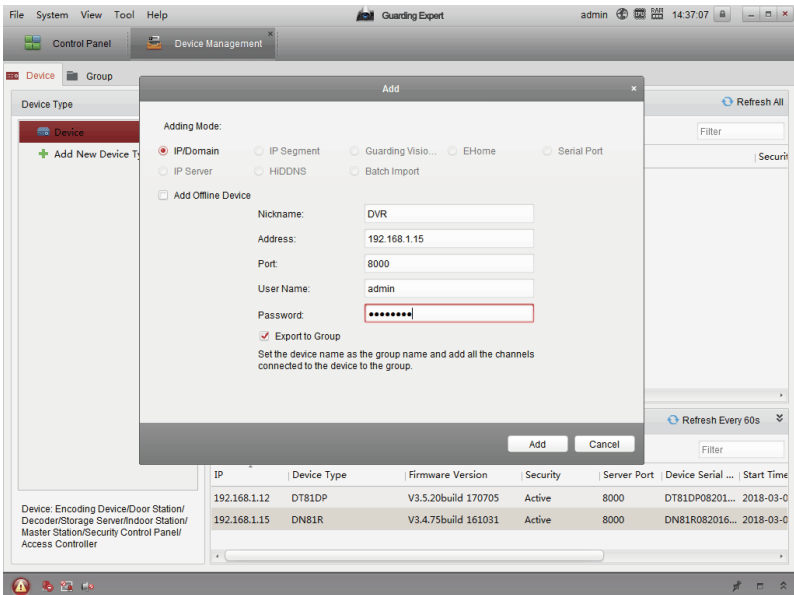 File System View Tool Help Guarding Expert admin 14:37:07
Control Panel Device Management
Device Group
Add
Device Type Refresh All
Adding Mode:
Device Filter
IP/Domain IP Segment Guarding Visio... EHome Serial Port
Add New Device Ty Securit
IP Server HiDDNS Batch Import
Add Offline Device
Nickname: DVR
Address: 192.168.1.15
Port: 8000
User Name: admin
Password: ●●●●●●●●
Export to Group
Set the device name as the group name and add all the channels
connected to the device to the group.
Refresh Every 60s
Add Cancel
Filter
IP Device Type Firmware Version Security Server Port Device Serial ... Start Time
192.168.1.12 DT81DP V3.5.20build 170705 Active 8000 DT81DP08201... 2018-03-0
192.168.1.15 DN81R V3.4.75build 161031 Active 8000 DN81R082016... 2018-03-0
Device: Encoding Device/Door Station/
Decoder/Storage Server/Indoor Station/
Master Station/Security Control Panel/
Access Controller